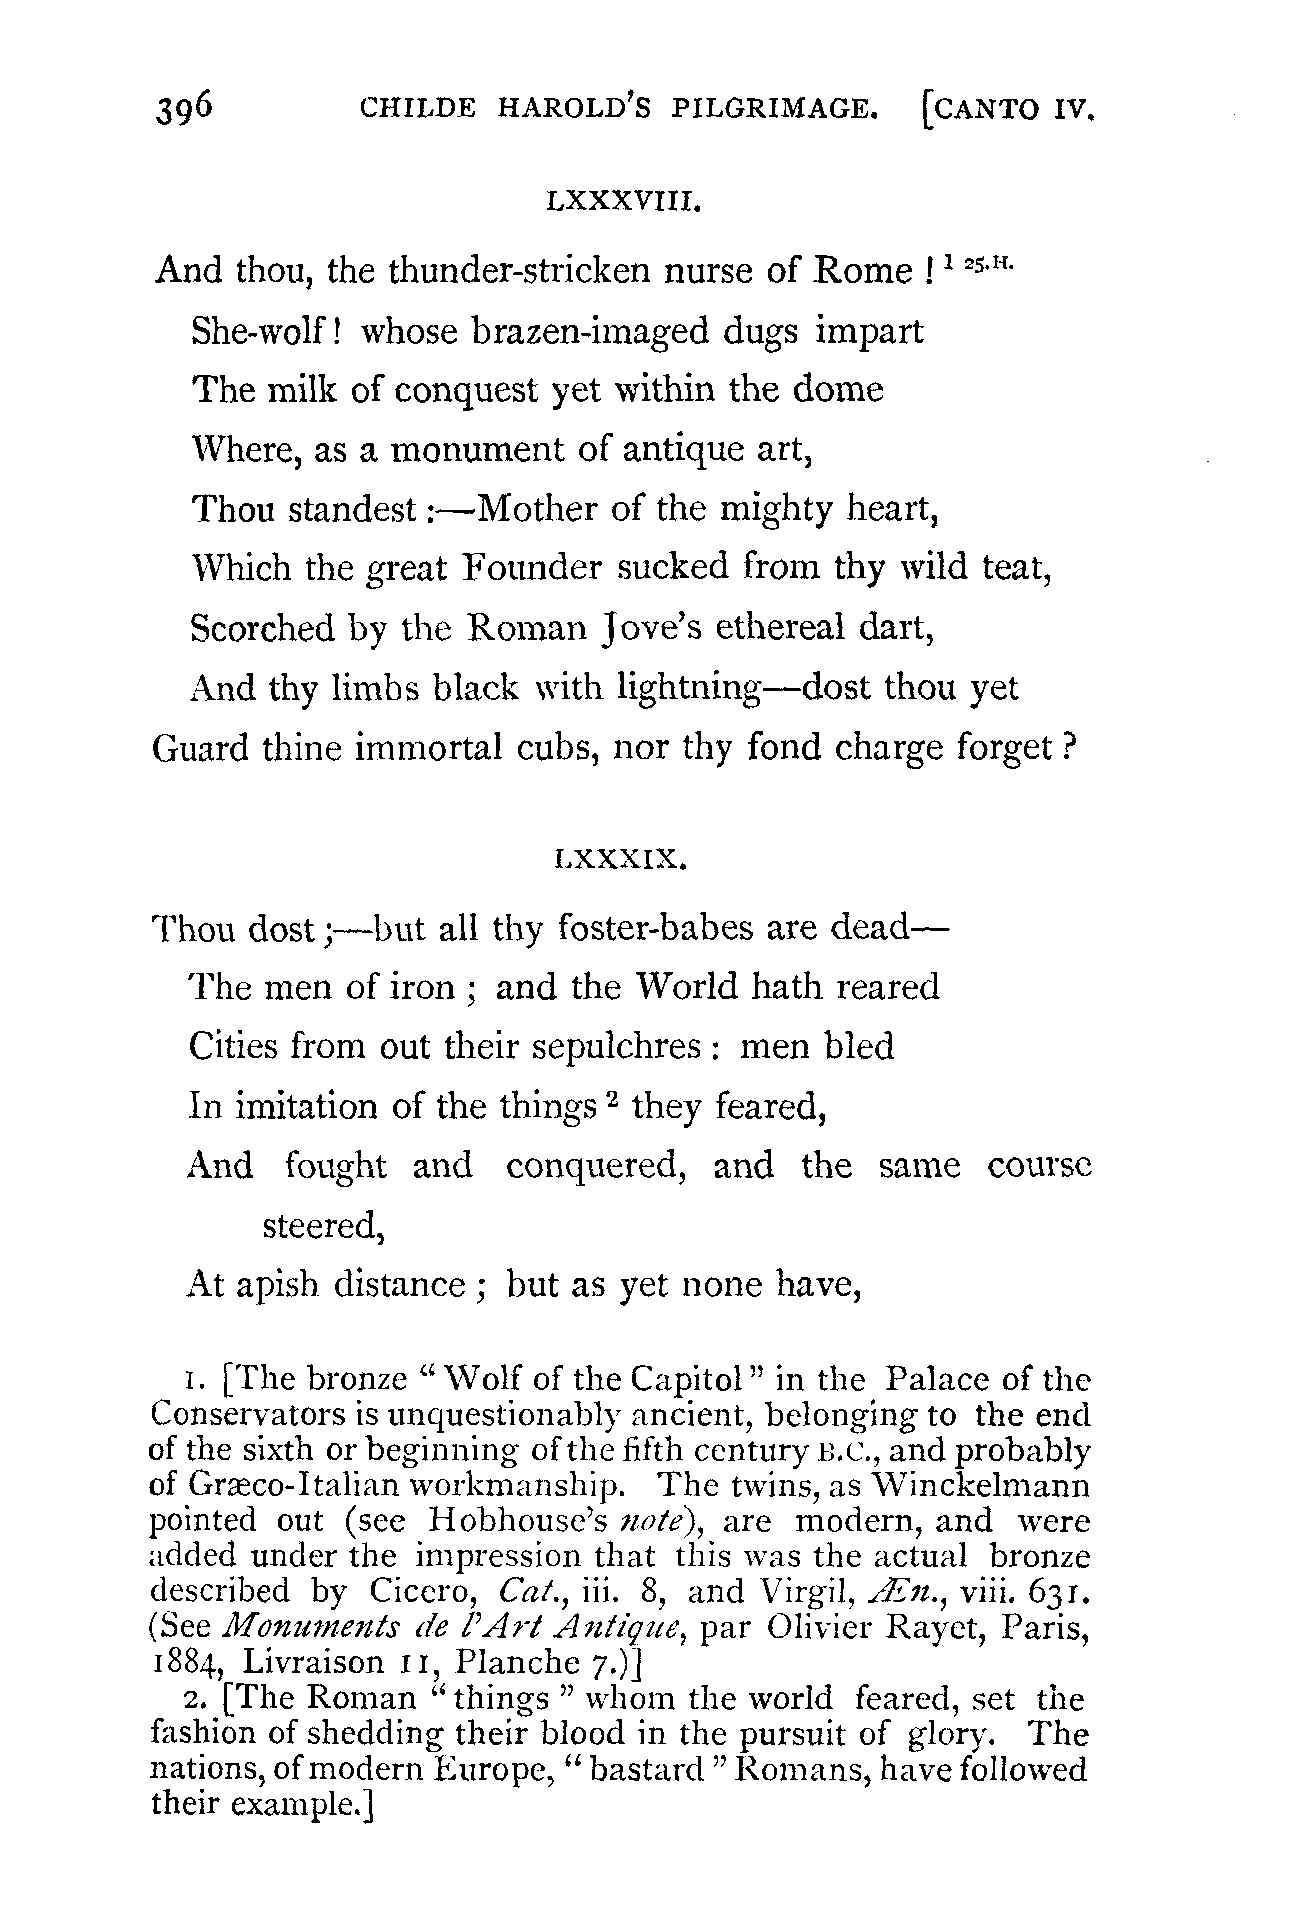 396 CHILDE HAROLD'S PILGRIMAGE. [CANTO IV.
LXXXVIII.
And thou, the thunder-stricken nurse of Rome ! 1 25.H.
She-wolf! whose brazen-imaged dugs impart
The milk of conquest yet within the dome
Where, as a monument of antique art,
Thou standest :—Mother of the mighty heart,
Which the great Founder sucked from thy wild teat,
Scorched by the Roman Jove's ethereal dart,
And thy limbs black with lightning—dost thou yet
Guard thine immortal cubs, nor thy fond charge forget ?
LXXXIX.
Thou dost ;—but all thy foster-babes are dead—
The men of iron ; and the World hath reared
Cities from out their sepulchres : men bled
In imitation of the things 2 they feared,
And fought and conquered, and the same course
steered,
At apish distance ; but as yet none have,
1. [The bronze " Wolf of the Capitol " in the Palace of the
Conservators is unquestionably ancient, belonging to the end
of the sixth or beginning of the fifth century B.C., and probably
of Græco-Italian workmanship. The twins, as Winckelmann
pointed out (see Hobhouse's note), are modern, and were
added under the impression that this was the actual bronze
described by Cicero, Cat., iii. 8, and Virgil, Æn., viii. 631.
(See Monuments de l'Art Antique, par Olivier Rayet, Paris,
1884, Livraison 11, Planche 7.)]
2. [The Roman " things " whom the world feared, set the
fashion of shedding their blood in the pursuit of glory. The
nations, of modern Europe, " bastard " Romans, have followed
their example.]